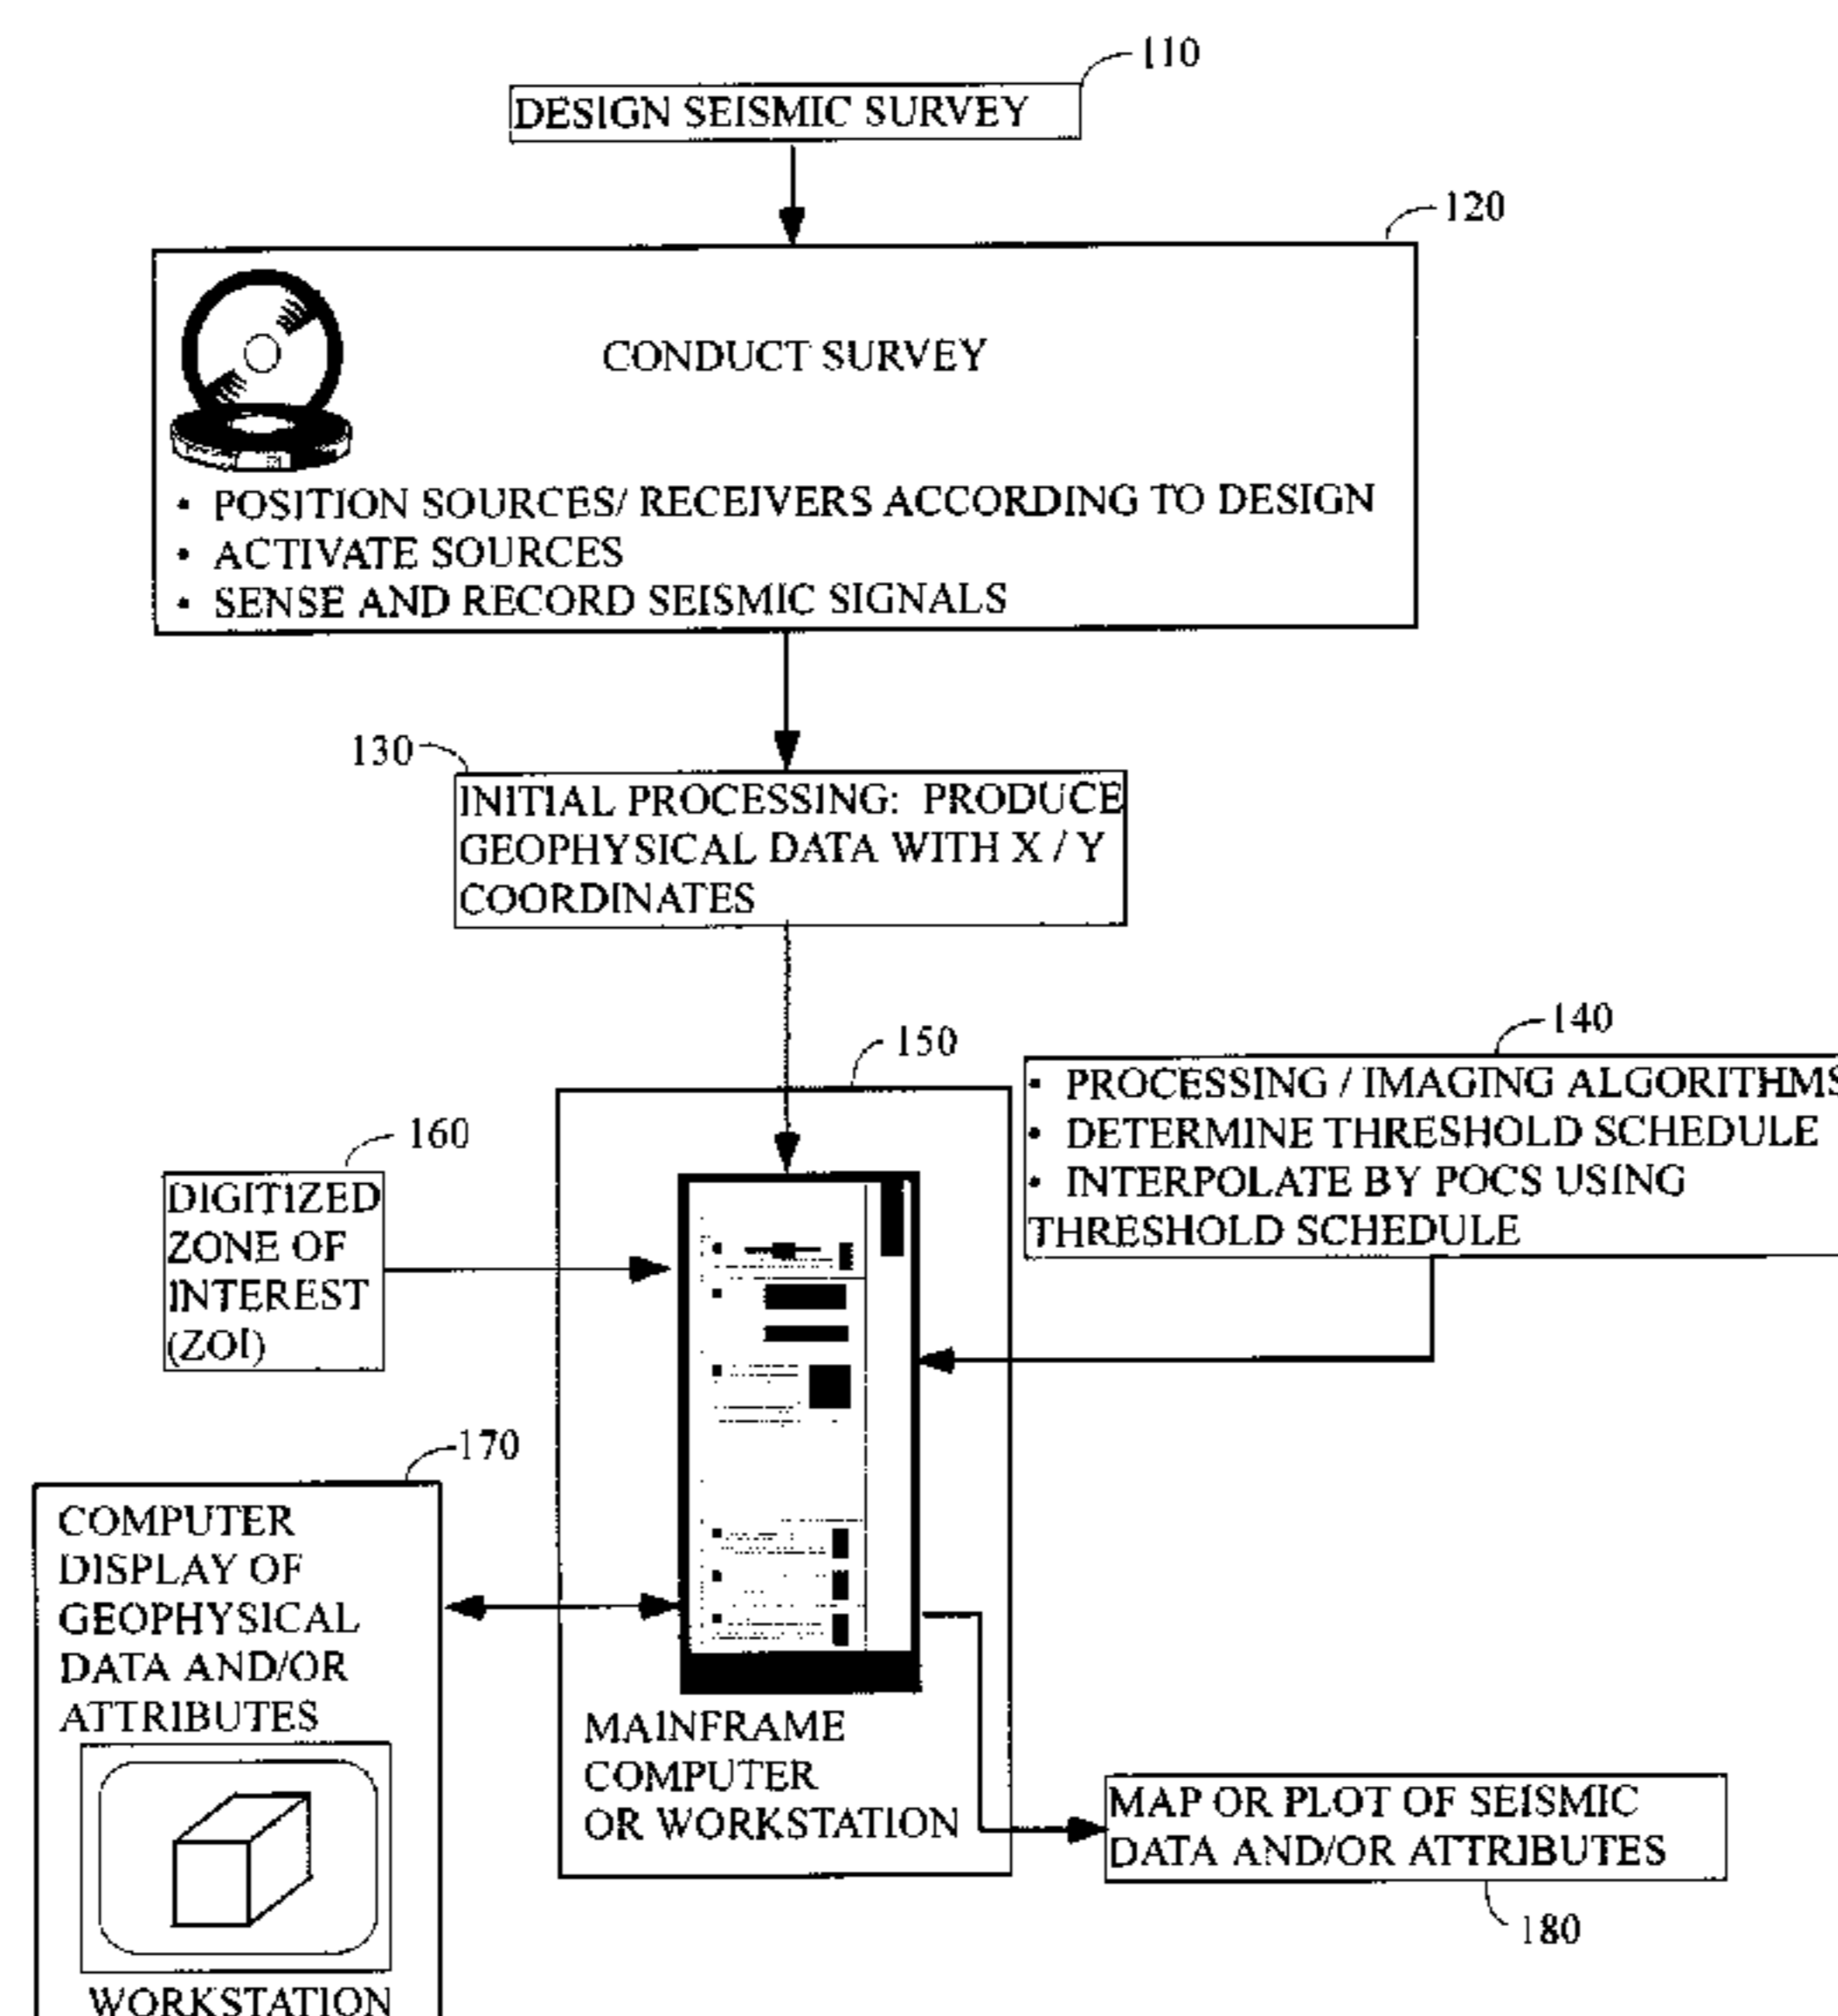 110
DESIGN SEISMIC SURVEY
120
CONDUCT SURVEY
• POSITION SOURCES/ RECEIVERS ACCORDING TO DESIGN
• ACTIVATE SOURCES
• SENSE AND RECORD SEISMIC SIGNALS
130
INITIAL PROCESSING: PRODUCE
GEOPHYSICAL DATA WITH X / Y
COORDINATES
140
• PROCESSING / IMAGING ALGORITHMS
• DETERMINE THRESHOLD SCHEDULE
• INTERPOLATE BY POCS USING
THRESHOLD SCHEDULE
150
160
DIGITIZED
ZONE OF
INTEREST
(ZOI)
170
COMPUTER
DISPLAY OF
GEOPHYSICAL
DATA AND/OR
ATTRIBUTES
WORKSTATION
MAINFRAME
COMPUTER
OR WORKSTATION
MAP OR PLOT OF SEISMIC
DATA AND/OR ATTRIBUTES
180